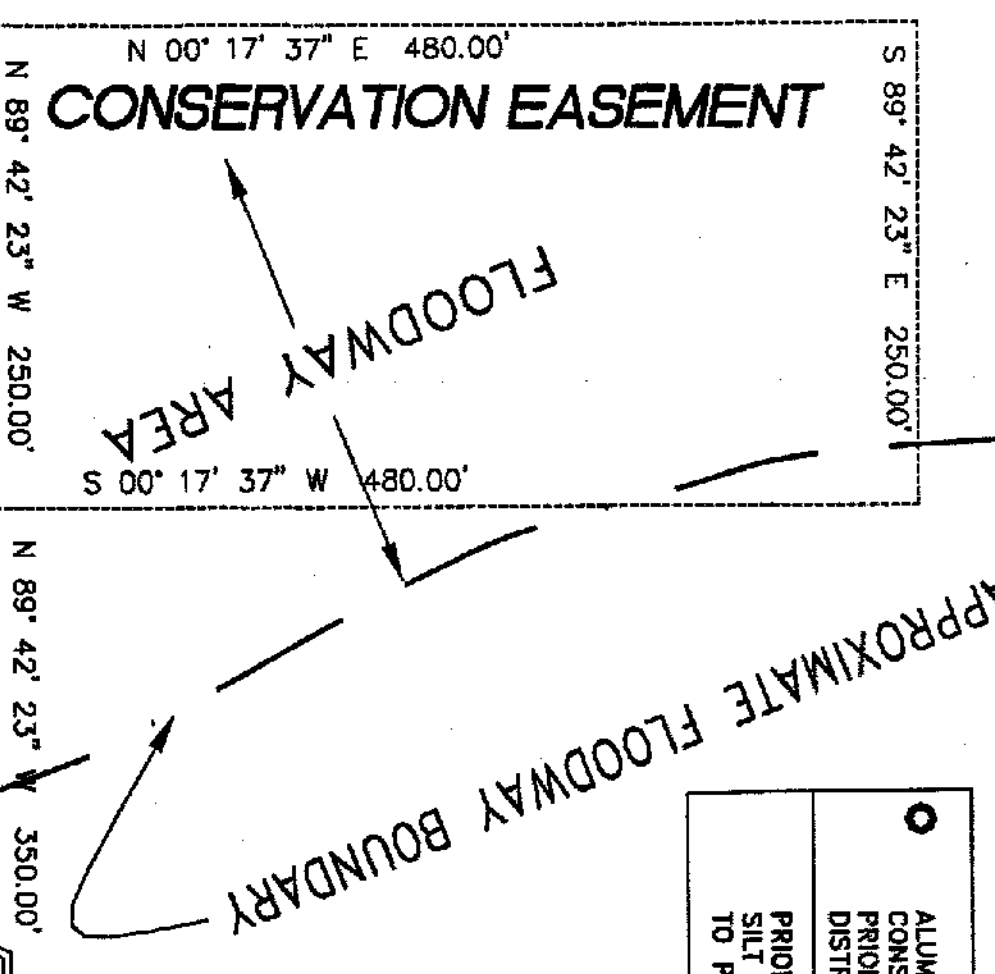 N 00° 17' 37" E 480.00'
CONSERVATION EASEMENT
N 89° 42' 23" W 250.00'
S 89° 42' 23" E 250.00'
FLOODWAY AREA
S 00° 17' 37" W 480.00'
N 89° 42' 23" W 350.00'
APPROXIMATE FLOODWAY BOUNDARY
ALUM
CONS
PRIO
DISTR
PRIO
SILT
TO P